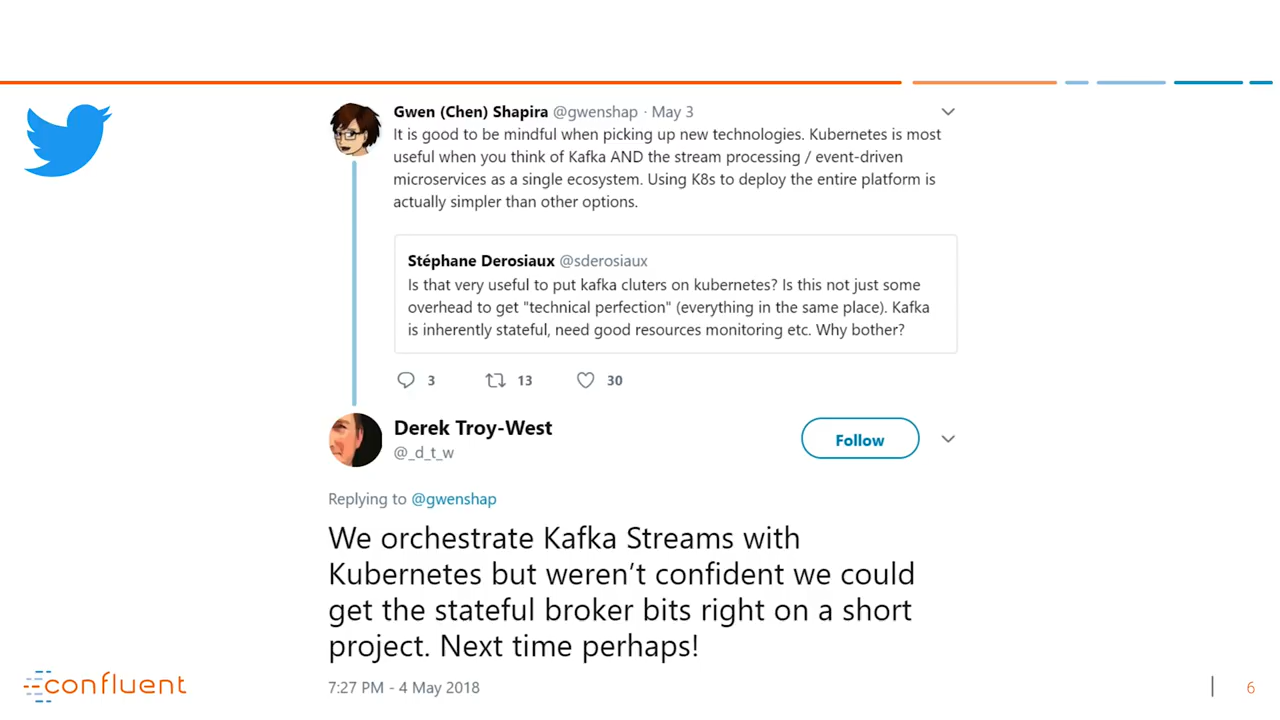 Gwen (Chen) Shapira @gwenshap · May 3
It is good to be mindful when picking up new technologies. Kubernetes is most
useful when you think of Kafka AND the stream processing / event-driven
microservices as a single ecosystem. Using K8s to deploy the entire platform is
actually simpler than other options.
Stéphane Derosiaux @sderosiaux
Is that very useful to put kafka cluters on kubernetes? Is this not just some
overhead to get "technical perfection" (everything in the same place). Kafka
is inherently stateful, need good resources monitoring etc. Why bother?
3 13 30
Derek Troy-West
@_d_t_w
Follow
Replying to @gwenshap
We orchestrate Kafka Streams with
Kubernetes but weren’t confident we could
get the stateful broker bits right on a short
project. Next time perhaps!
7:27 PM - 4 May 2018
confluent
| 6